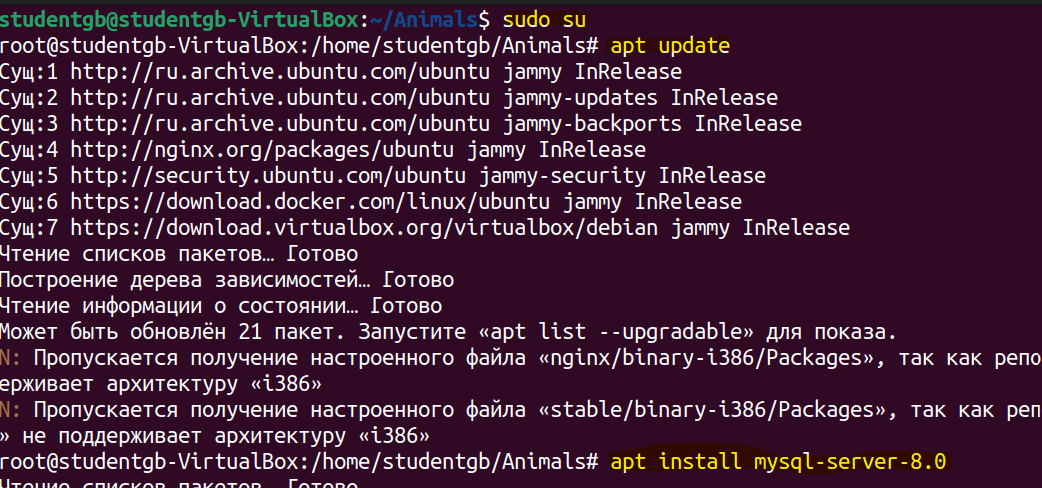 studentgb@studentgb-VirtualBox:~/Animals$ sudo su
root@studentgb-VirtualBox:/home/studentgb/Animals# apt update
Сущ:1 http://ru.archive.ubuntu.com/ubuntu jammy InRelease
Сущ:2 http://ru.archive.ubuntu.com/ubuntu jammy-updates InRelease
Сущ:3 http://ru.archive.ubuntu.com/ubuntu jammy-backports InRelease
Сущ:4 http://nginx.org/packages/ubuntu jammy InRelease
Сущ:5 http://security.ubuntu.com/ubuntu jammy-security InRelease
Сущ:6 https://download.docker.com/linux/ubuntu jammy InRelease
Сущ:7 https://download.virtualbox.org/virtualbox/debian jammy InRelease
Чтение списков пакетов… Готово
Построение дерева зависимостей… Готово
Чтение информации о состоянии… Готово
Может быть обновлён 21 пакет. Запустите «apt list --upgradable» для показа.
N: Пропускается получение настроенного файла «nginx/binary-i386/Packages», так как репо
ерживает архитектуру «i386»
N: Пропускается получение настроенного файла «stable/binary-i386/Packages», так как реп
» не поддерживает архитектуру «i386»
root@studentgb-VirtualBox:/home/studentgb/Animals# apt install mysql-server-8.0
Чтение списков пакетов… Готово